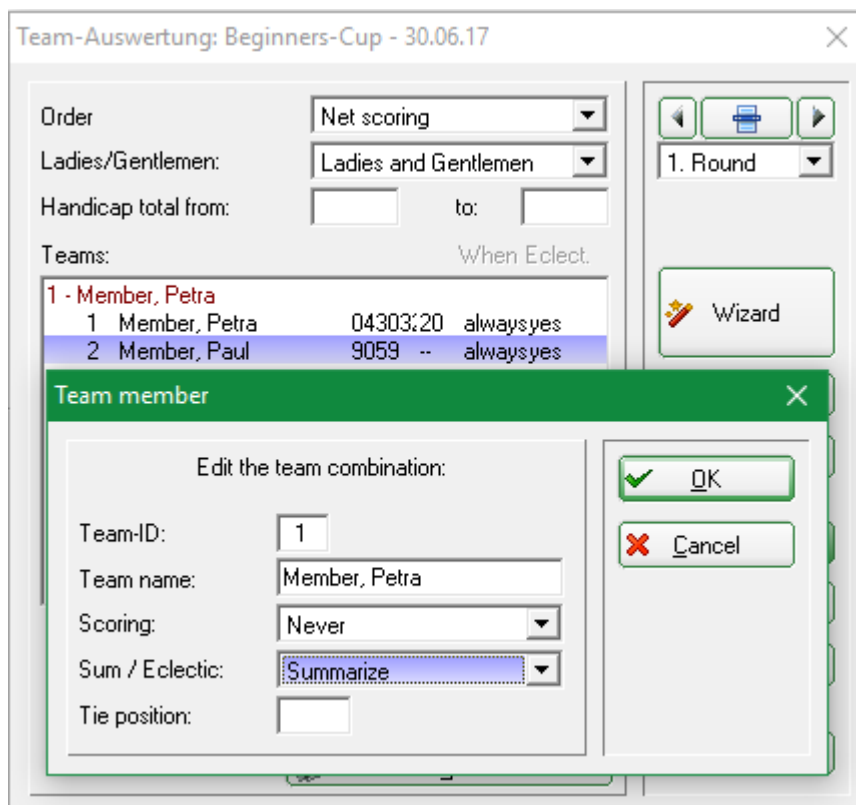 Team-Auswertung: Beginners-Cup - 30.06.17
Order Net scoring
Ladies/Gentlemen: Ladies and Gentlemen
1. Round
Handicap total from: to:
Teams: When Eclect.
1 - Member, Petra
1 Member, Petra 04303 20 alwaysyes
2 Member, Paul 9059 -- alwaysyes
Wizard
Team member
Edit the team combination:
OK
Team-ID: 1
Cancel
Team name: Member, Petra
Scoring: Never
Sum / Eclectic: Summarize
Tie position: